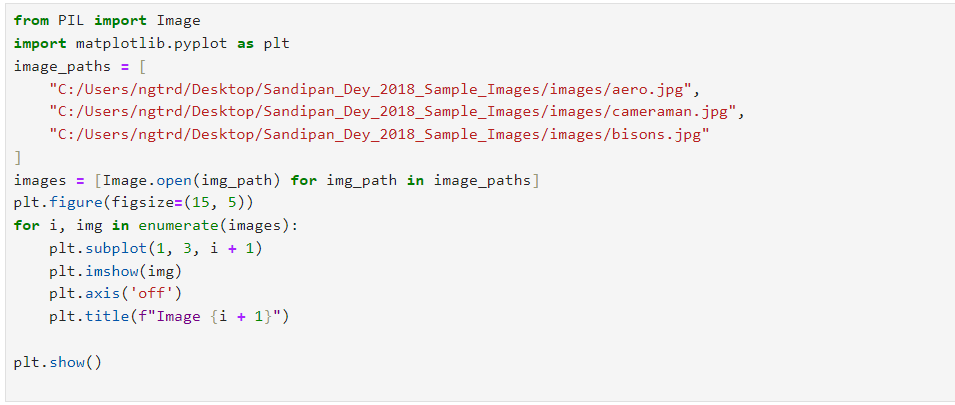 from PIL import Image
import matplotlib.pyplot as plt
image_paths = [
    "C:/Users/ngtrd/Desktop/Sandipan_Dey_2018_Sample_Images/images/aero.jpg",
    "C:/Users/ngtrd/Desktop/Sandipan_Dey_2018_Sample_Images/images/cameraman.jpg",
    "C:/Users/ngtrd/Desktop/Sandipan_Dey_2018_Sample_Images/images/bisons.jpg"
]
images = [Image.open(img_path) for img_path in image_paths]
plt.figure(figsize=(15, 5))
for i, img in enumerate(images):
    plt.subplot(1, 3, i + 1)
    plt.imshow(img)
    plt.axis('off')
    plt.title(f"Image {i + 1}")

plt.show()